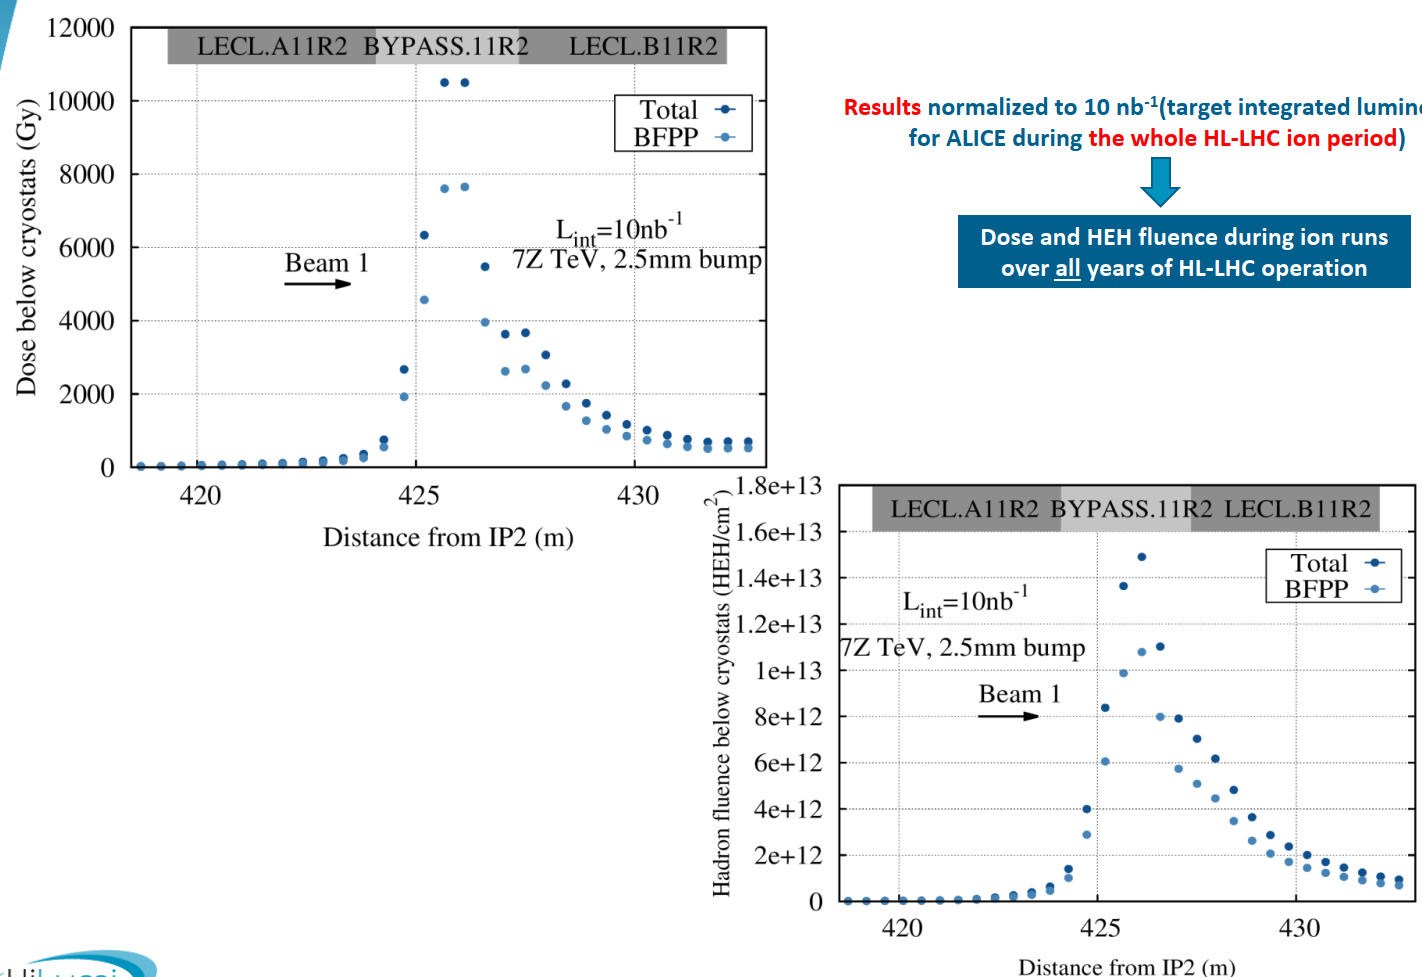 12000
10000
8000
6000
4000
2000
0
Dose below cryostats (Gy)
LECL.A11R2 BYPASS.11R2 LECL.B11R2
Total
BFPP
L_int=10nb⁻¹
7Z TeV, 2.5mm bump
Beam 1
420 425 430
Distance from IP2 (m)
Results normalized to 10 nb⁻¹(target integrated
for ALICE during the whole HL-LHC ion period)
Dose and HEH fluence during ion runs
over all years of HL-LHC operation
1.8e+13
1.6e+13
1.4e+13
1.2e+13
1e+13
8e+12
6e+12
4e+12
2e+12
0
Hadron fluence below cryostats (HEH/cm²)
LECL.A11R2 BYPASS.11R2 LECL.B11R2
Total
BFPP
L_int=10nb⁻¹
7Z TeV, 2.5mm bump
Beam 1
420 425 430
Distance from IP2 (m)